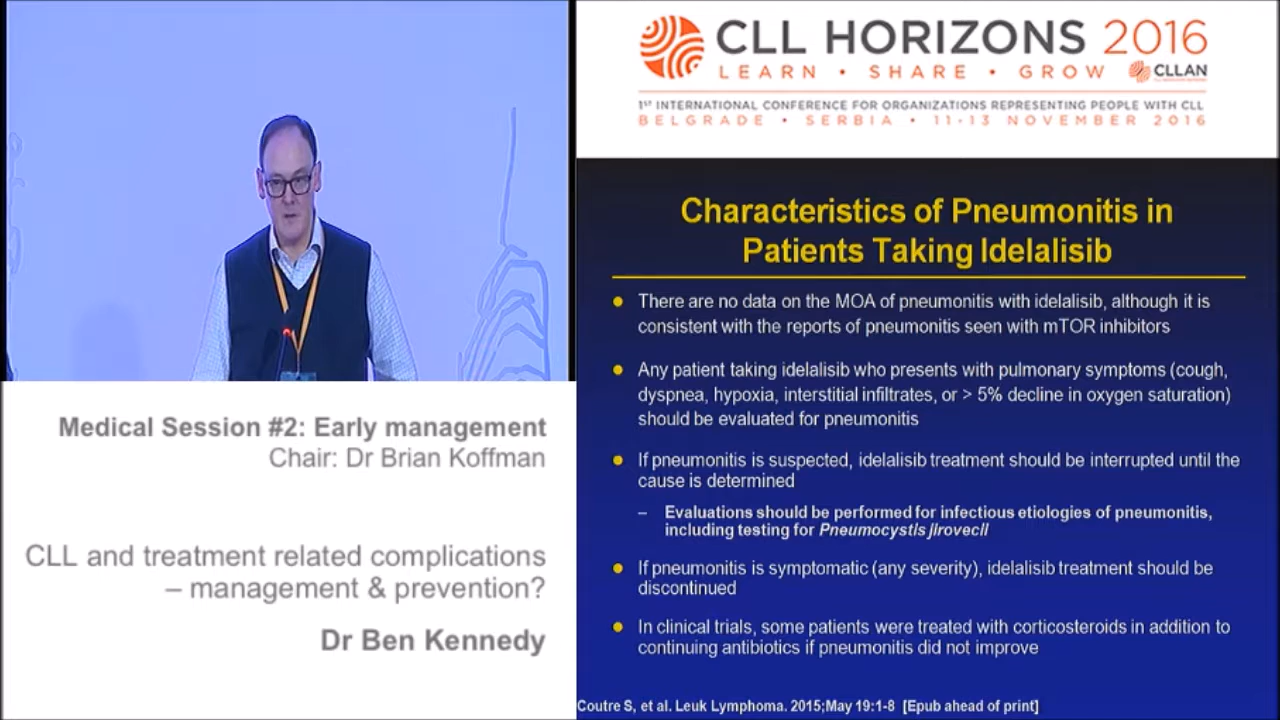 CLL HORIZONS 2016
LEARN • SHARE • GROW
CLLAN
1ST INTERNATIONAL CONFERENCE FOR ORGANIZATIONS REPRESENTING PEOPLE WITH CLL
BELGRADE • SERBIA • 11-13 NOVEMBER 2016
Characteristics of Pneumonitis in
Patients Taking Idelalisib
• There are no data on the MOA of pneumonitis with idelalisib, although it is
consistent with the reports of pneumonitis seen with mTOR inhibitors
• Any patient taking idelalisib who presents with pulmonary symptoms (cough,
dyspnea, hypoxia, interstitial infiltrates, or > 5% decline in oxygen saturation)
should be evaluated for pneumonitis
• If pneumonitis is suspected, idelalisib treatment should be interrupted until the
cause is determined
– Evaluations should be performed for infectious etiologies of pneumonitis,
including testing for Pneumocystis jirovecii
• If pneumonitis is symptomatic (any severity), idelalisib treatment should be
discontinued
• In clinical trials, some patients were treated with corticosteroids in addition to
continuing antibiotics if pneumonitis did not improve
Coutre S, et al. Leuk Lymphoma. 2015;May 19:1-8 [Epub ahead of print]
Medical Session #2: Early management
Chair: Dr Brian Koffman
CLL and treatment related complications
– management & prevention?
Dr Ben Kennedy